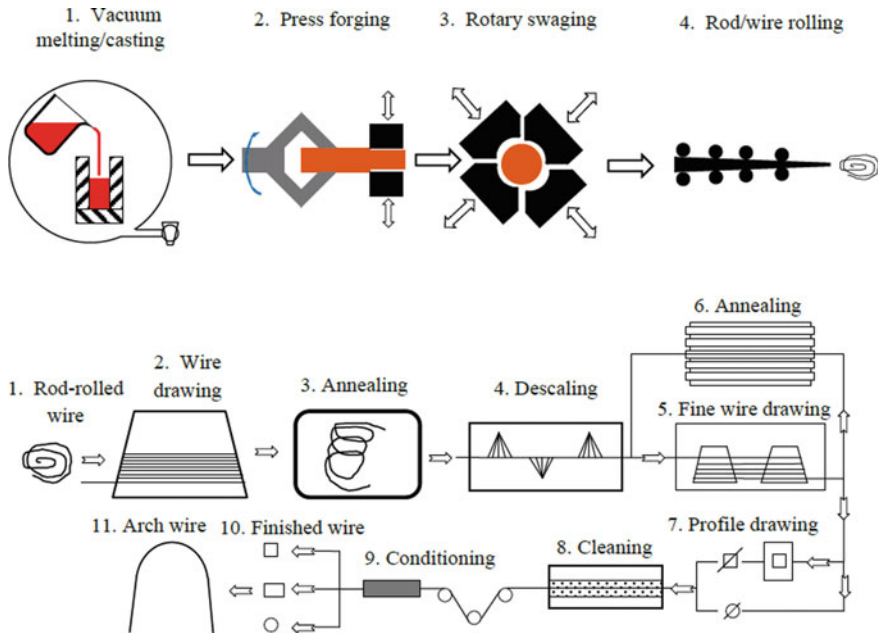 1. Vacuum
melting/casting
2. Press forging
3. Rotary swaging
4. Rod/wire rolling
6. Annealing
1. Rod-rolled
wire
2. Wire
drawing
3. Annealing
4. Descaling
5. Fine wire drawing
11. Arch wire
10. Finished wire
9. Conditioning
8. Cleaning
7. Profile drawing